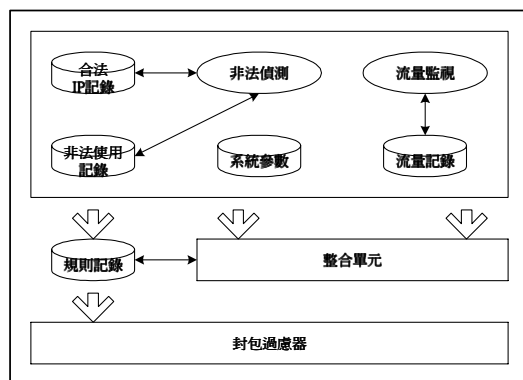 合法
IP記錄
非法偵測
流量監視
非法使用
記錄
系統參數
流量記錄
規則記錄
整合單元
封包過慮器